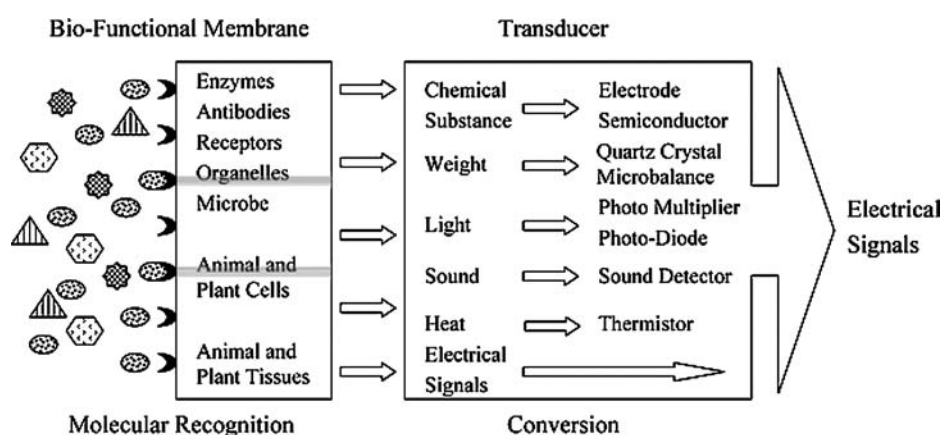 Bio-Functional Membrane
Transducer
Enzymes
Antibodies
Receptors
Organelles
Microbe
Animal and
Plant Cells
Animal and
Plant Tissues
Chemical
Substance
Electrode
Semiconductor
Weight
Quartz Crystal
Microbalance
Light
Photo Multiplier
Photo-Diode
Sound
Sound Detector
Heat
Thermistor
Electrical
Signals
Electrical
Signals
Molecular Recognition
Conversion